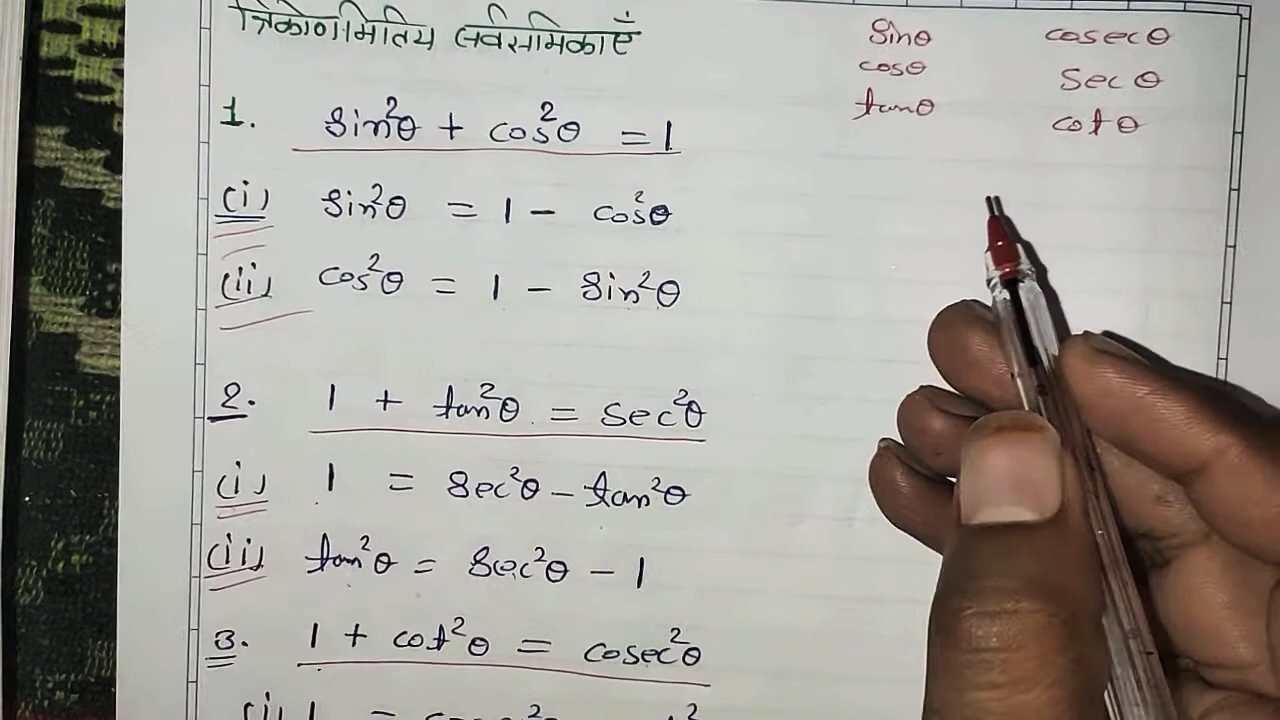 त्रिकोणमितिय सर्वसमिकाएँ
1. sin²θ + cos²θ = 1
(i) sin²θ = 1 - cos²θ
(ii) cos²θ = 1 - sin²θ
2. 1 + tan²θ = sec²θ
(i) 1 = sec²θ - tan²θ
(ii) tan²θ = sec²θ - 1
3. 1 + cot²θ = cosec²θ
(i) 1 =
sinθ cosecθ
cosθ secθ
tanθ cotθ